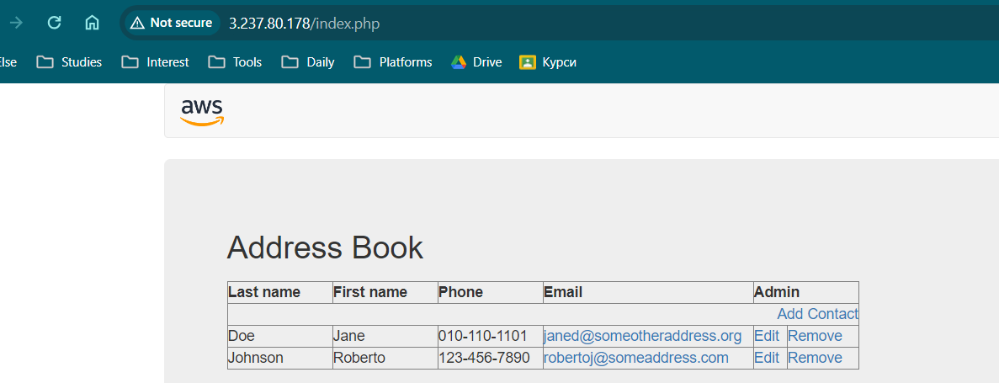 Not secure 3.237.80.178/index.php
lse Studies Interest Tools Daily Platforms Drive Курси
aws
Address Book
Last name First name Phone Email Admin
Add Contact
Doe Jane 010-110-1101 janed@someotheraddress.org Edit Remove
Johnson Roberto 123-456-7890 robertoj@someaddress.com Edit Remove